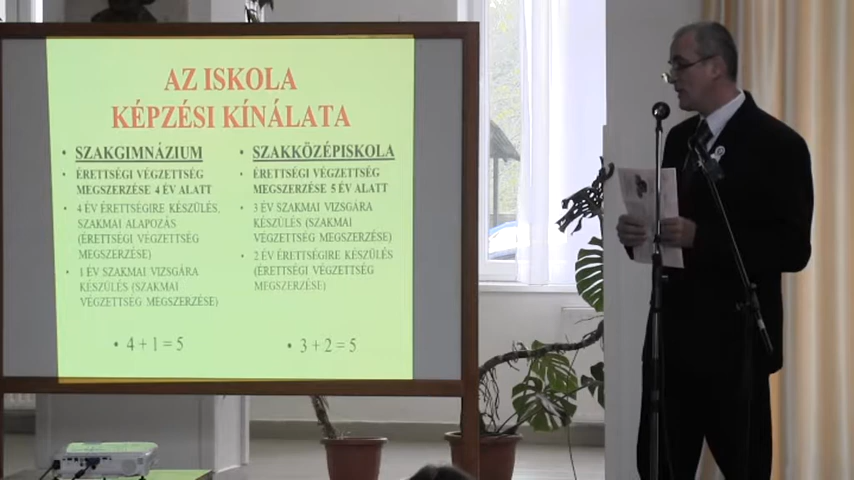 AZ ISKOLA
KÉPZÉSI KÍNÁLATA
• SZAKGIMNÁZIUM
• ÉRETTSÉGI VÉGZETTSÉG
MEGSZERZÉSE 4 ÉV ALATT
• 4 ÉV ÉRETTSÉGIRE KÉSZÜLÉS,
SZAKMAI ALAPOZÁS
(ÉRETTSÉGI VÉGZETTSÉG
MEGSZERZÉSE)
• 1 ÉV SZAKMAI VIZSGÁRA
KÉSZÜLÉS (SZAKMAI
VÉGZETTSÉG MEGSZERZÉSE)
• 4 + 1 = 5
• SZAKKÖZÉPISKOLA
• ÉRETTSÉGI VÉGZETTSÉG
MEGSZERZÉSE 5 ÉV ALATT
• 3 ÉV SZAKMAI VIZSGÁRA
KÉSZÜLÉS (SZAKMAI
VÉGZETTSÉG MEGSZERZÉSE)
• 2 ÉV ÉRETTSÉGIRE KÉSZÜLÉS
(ÉRETTSÉGI VÉGZETTSÉG
MEGSZERZÉSE)
• 3 + 2 = 5